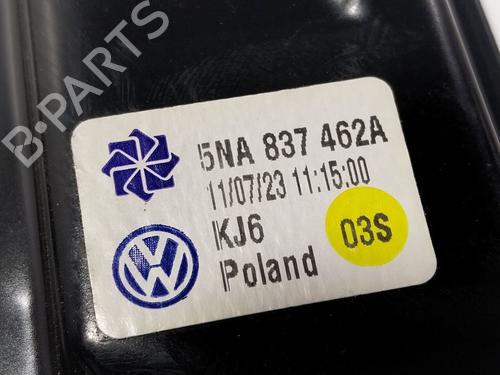 B-PARTS
5NA 837 462A
11/07/23 11:15:00
KJ6
03S
Poland